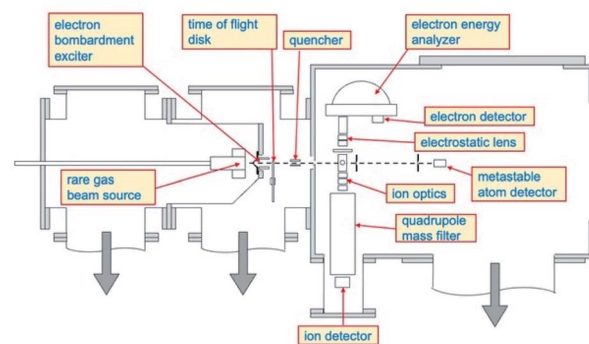 electron
bombardment
exciter
time of flight
disk
quencher
electron energy
analyzer
electron detector
electrostatic lens
rare gas
beam source
ion optics
metastable
atom detector
quadrupole
mass filter
ion detector